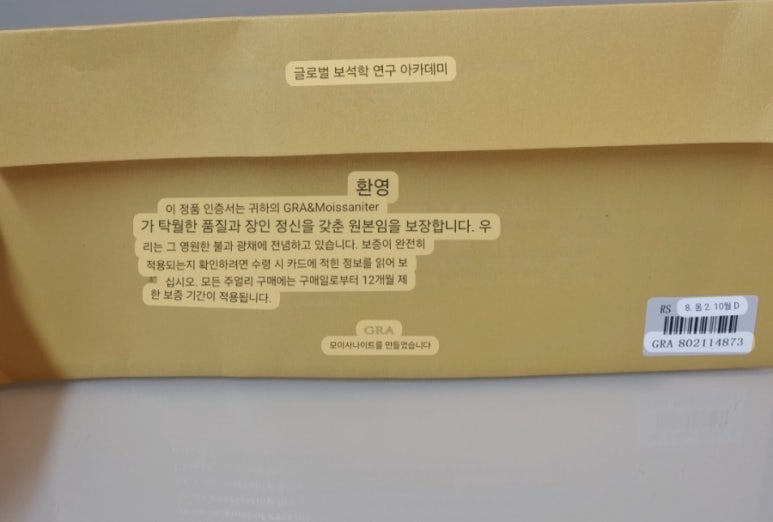 글로벌 보석학 연구 아카데미
환영
이 정품 인증서는 귀하의 GRA&Moissaniter
가 탁월한 품질과 장인 정신을 갖춘 원본임을 보장합니다. 우
리는 그 영원한 불과 광채에 전념하고 있습니다. 보증이 완전히
적용되는지 확인하려면 수령 시 카드에 적힌 정보를 읽어 보
십시오. 모든 주얼리 구매에는 구매일로부터 12개월 제
한 보증 기간이 적용됩니다.
GRA
모이사나이트를 만들었습니다
RS 8. 옴 2. 10월 D
GRA 802114873